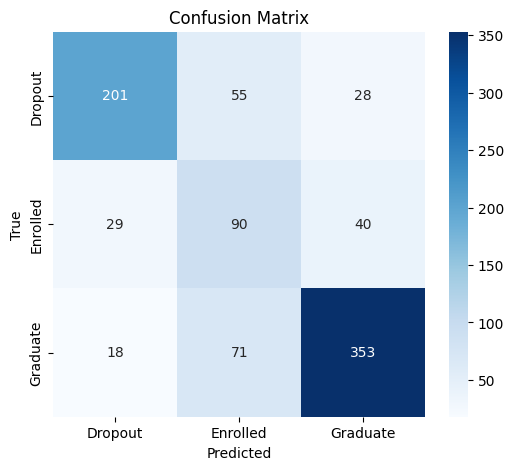 Confusion Matrix
350
300
250
200
150
100
50
True
Dropout
Enrolled
Graduate
201 55 28
29 90 40
18 71 353
Dropout Enrolled Graduate
Predicted